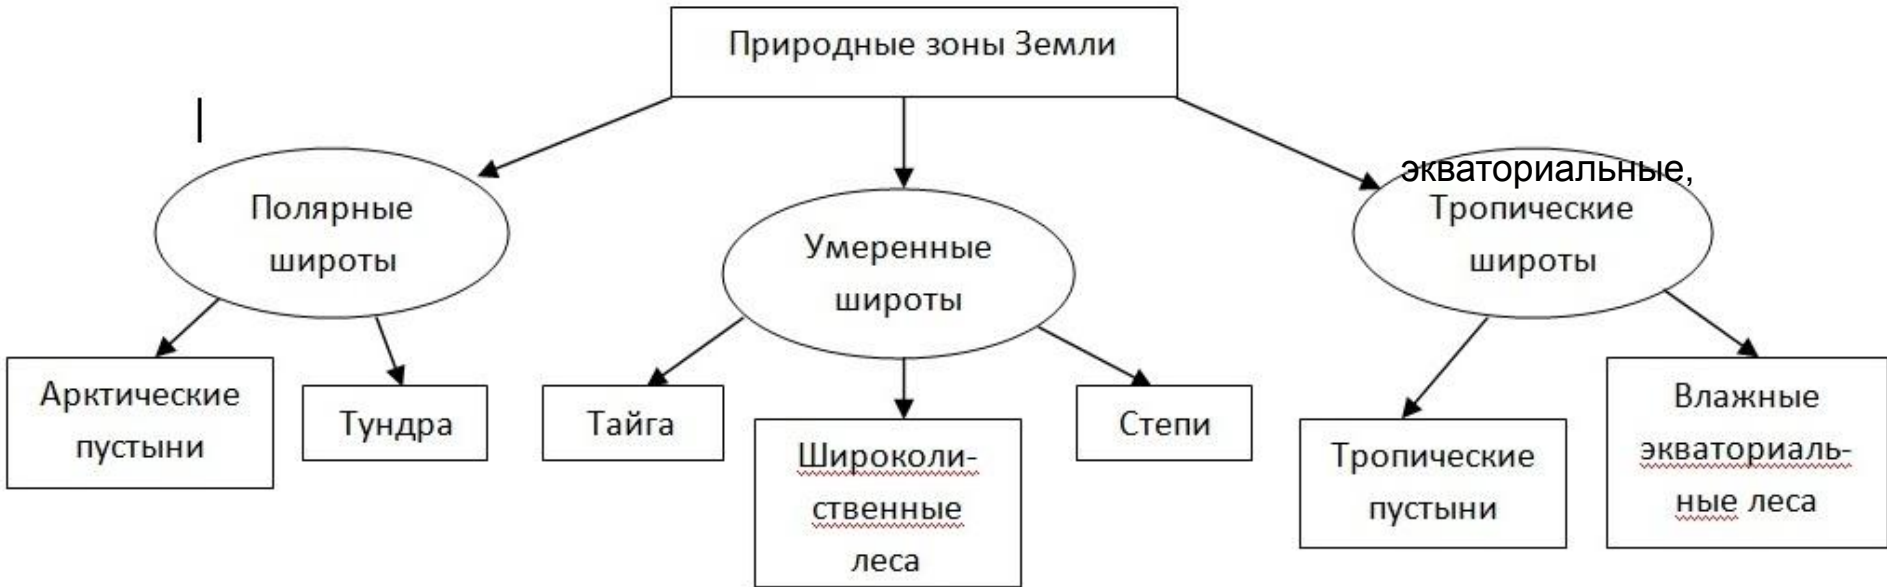 Природные зоны Земли
Полярные
широты
Умеренные
широты
экваториальные,
Тропические
широты
Арктические
пустыни
Тундра
Тайга
Широколи-
ственные
леса
Степи
Тропические
пустыни
Влажные
экваториаль-
ные леса